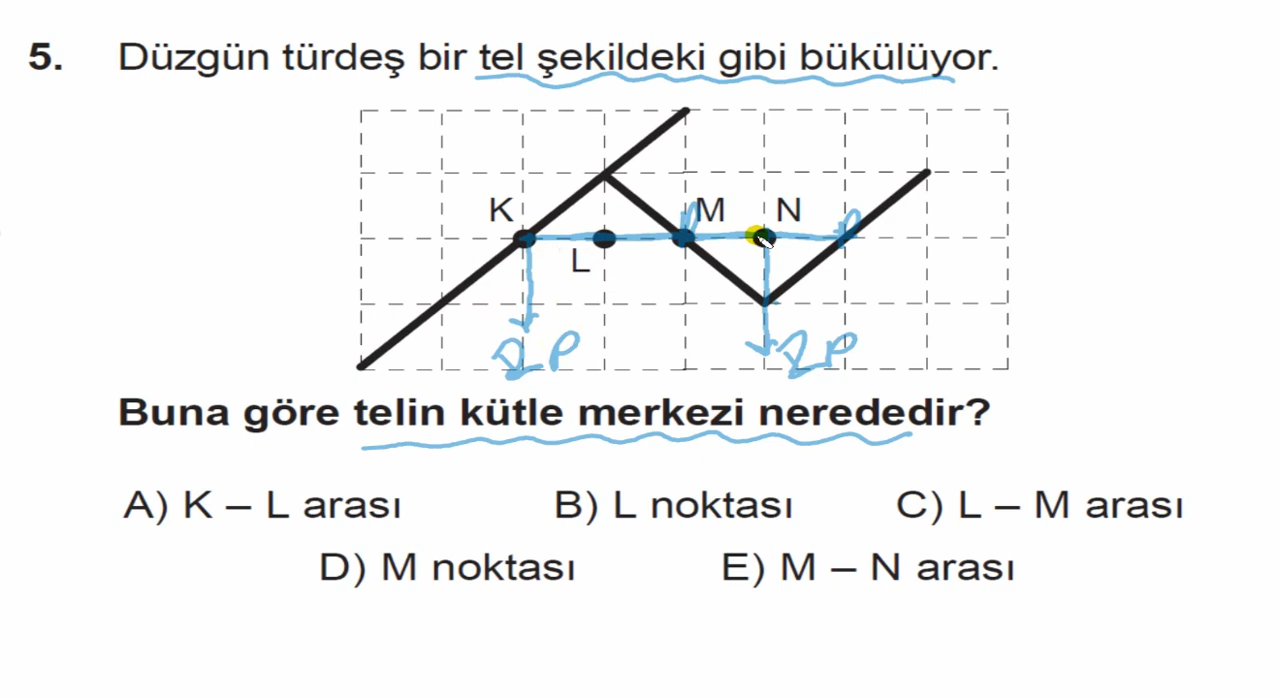 5. Düzgün türdeş bir tel şekildeki gibi bükülüyor.
K M N
L
2P 2P
Buna göre telin kütle merkezi nerededir?
A) K – L arası B) L noktası C) L – M arası
D) M noktası E) M – N arası